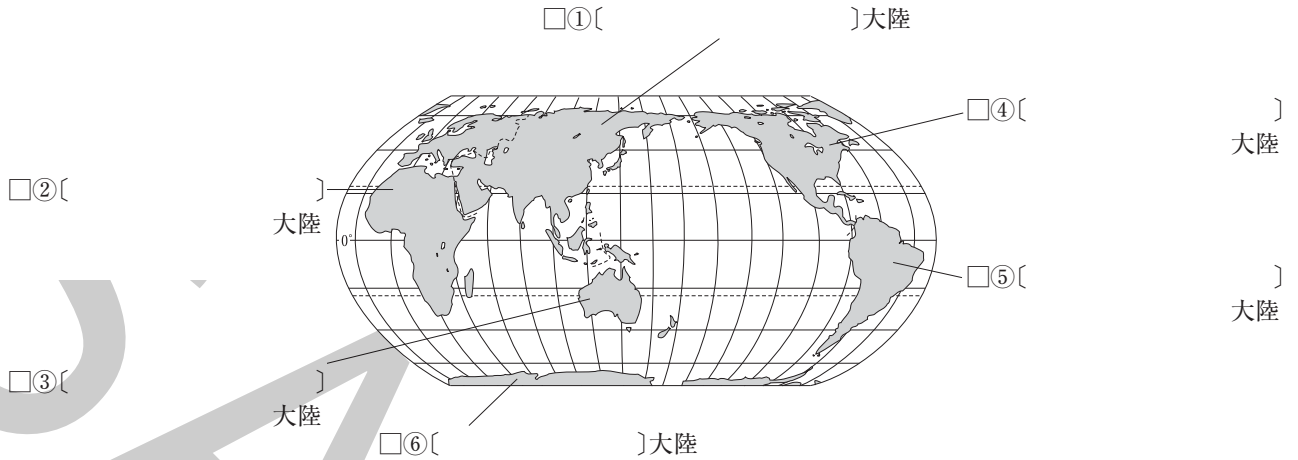 □①〔　　　　　〕大陸
□②〔　　　　　〕
大陸
□③〔　　　　　〕
大陸
□④〔　　　　　〕
大陸
□⑤〔　　　　　〕
大陸
□⑥〔　　　　　〕大陸
0°